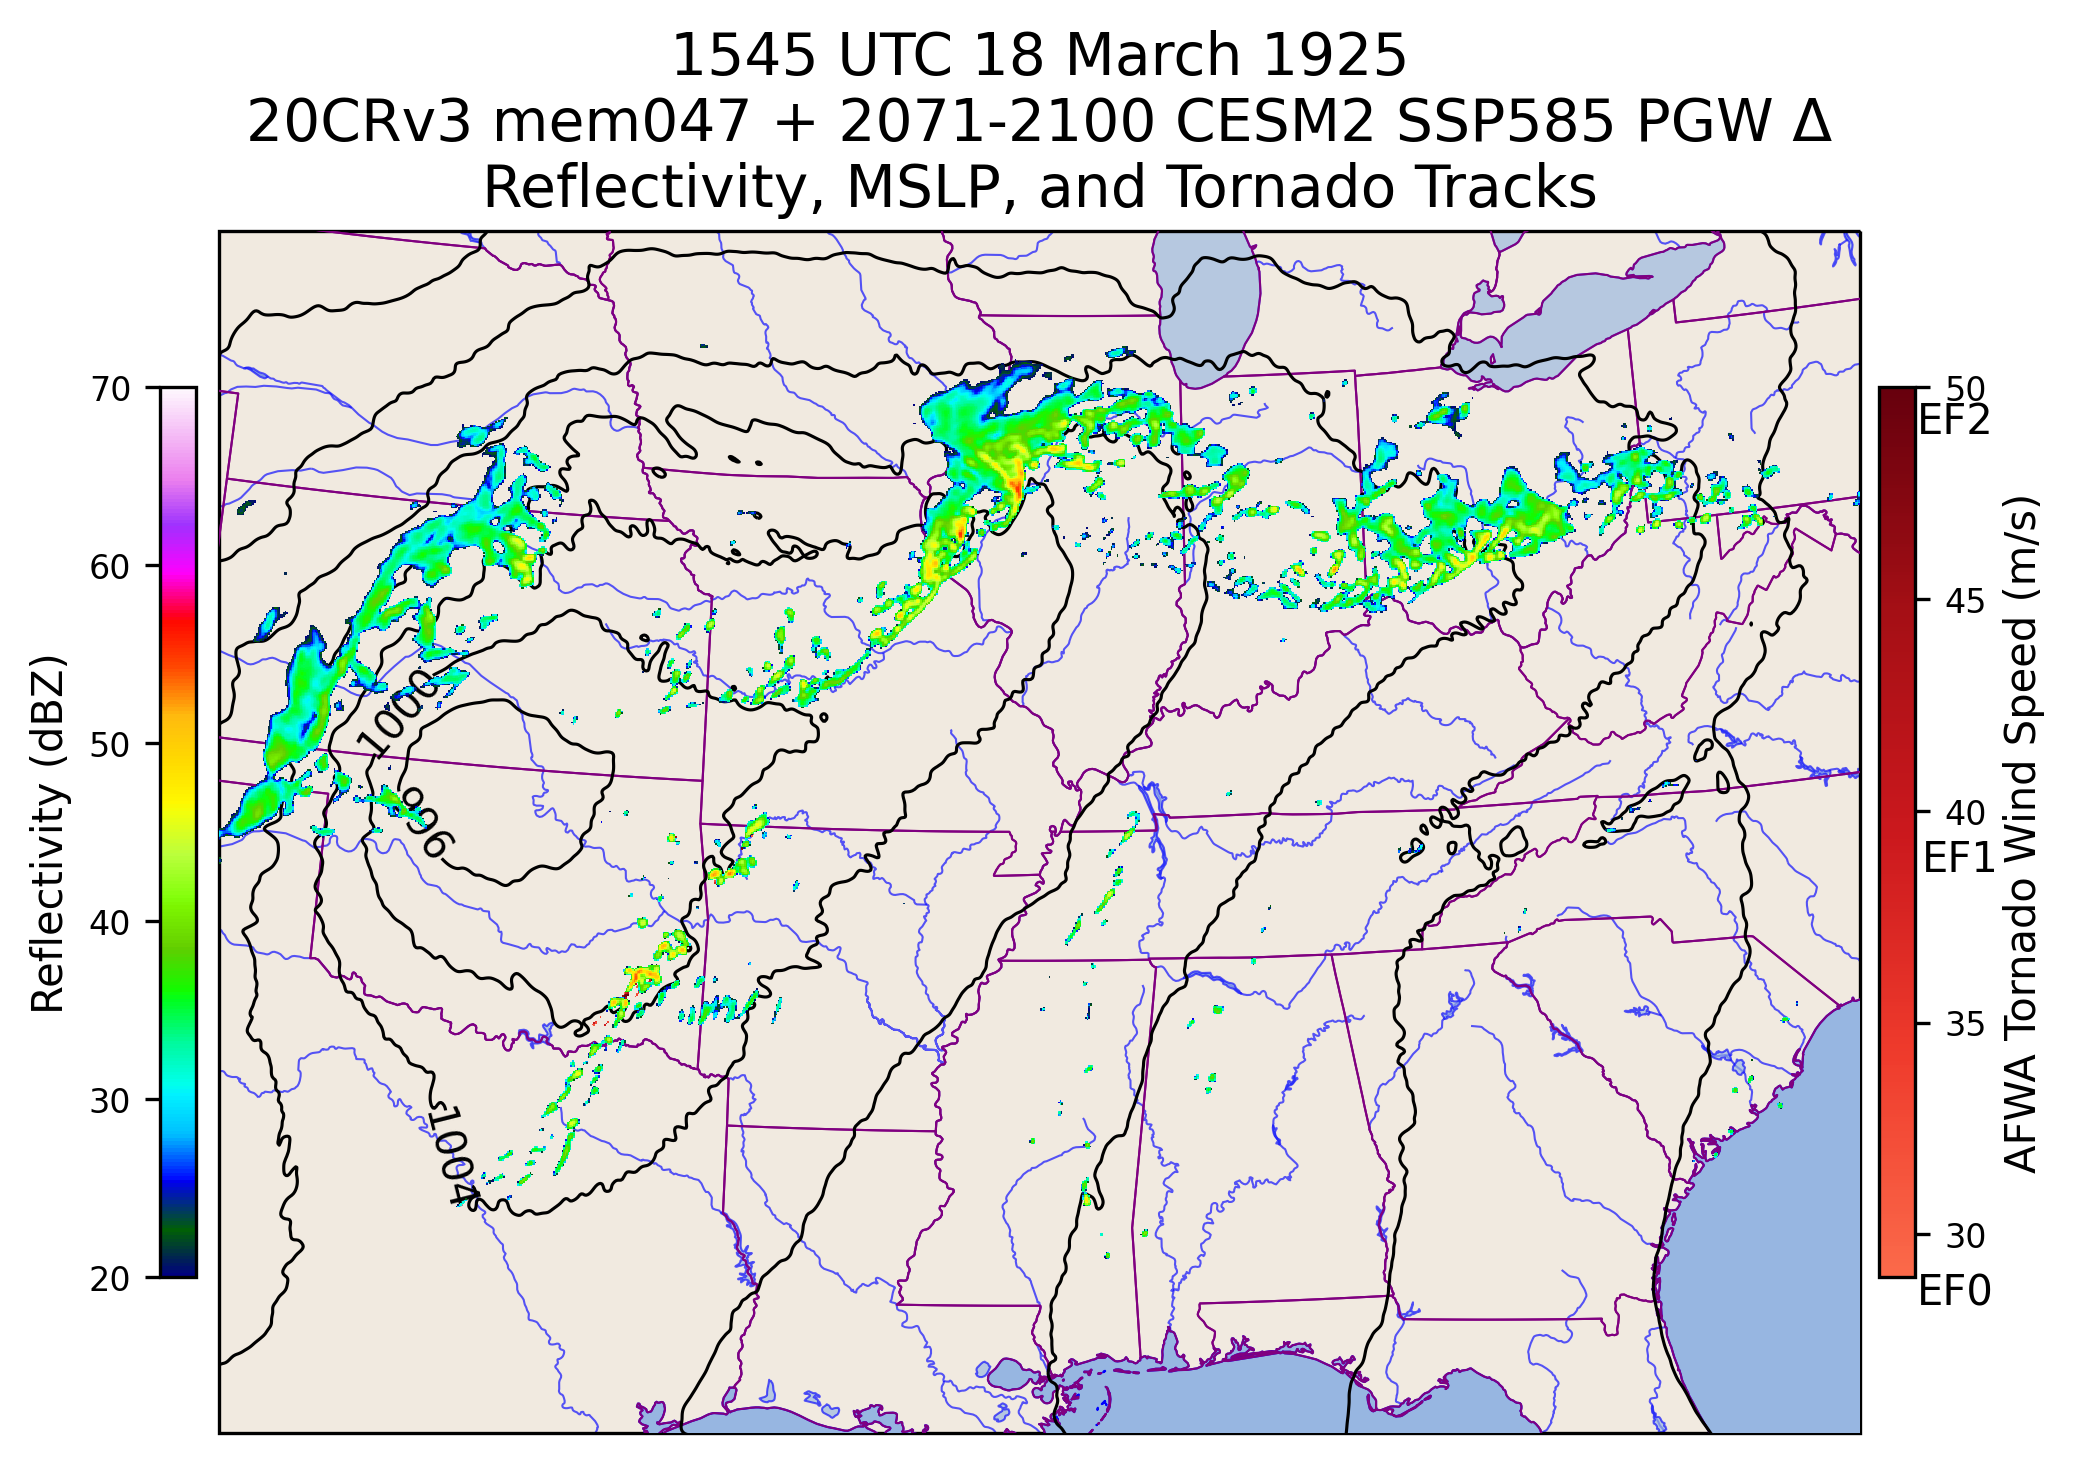 1545 UTC 18 March 1925
20CRv3 mem047 + 2071-2100 CESM2 SSP585 PGW Δ
Reflectivity, MSLP, and Tornado Tracks
70
60
50
40
30
20
Reflectivity (dBZ)
1000
996
1004
50
EF2
45
40
EF1
35
30
EF0
AFWA Tornado Wind Speed (m/s)